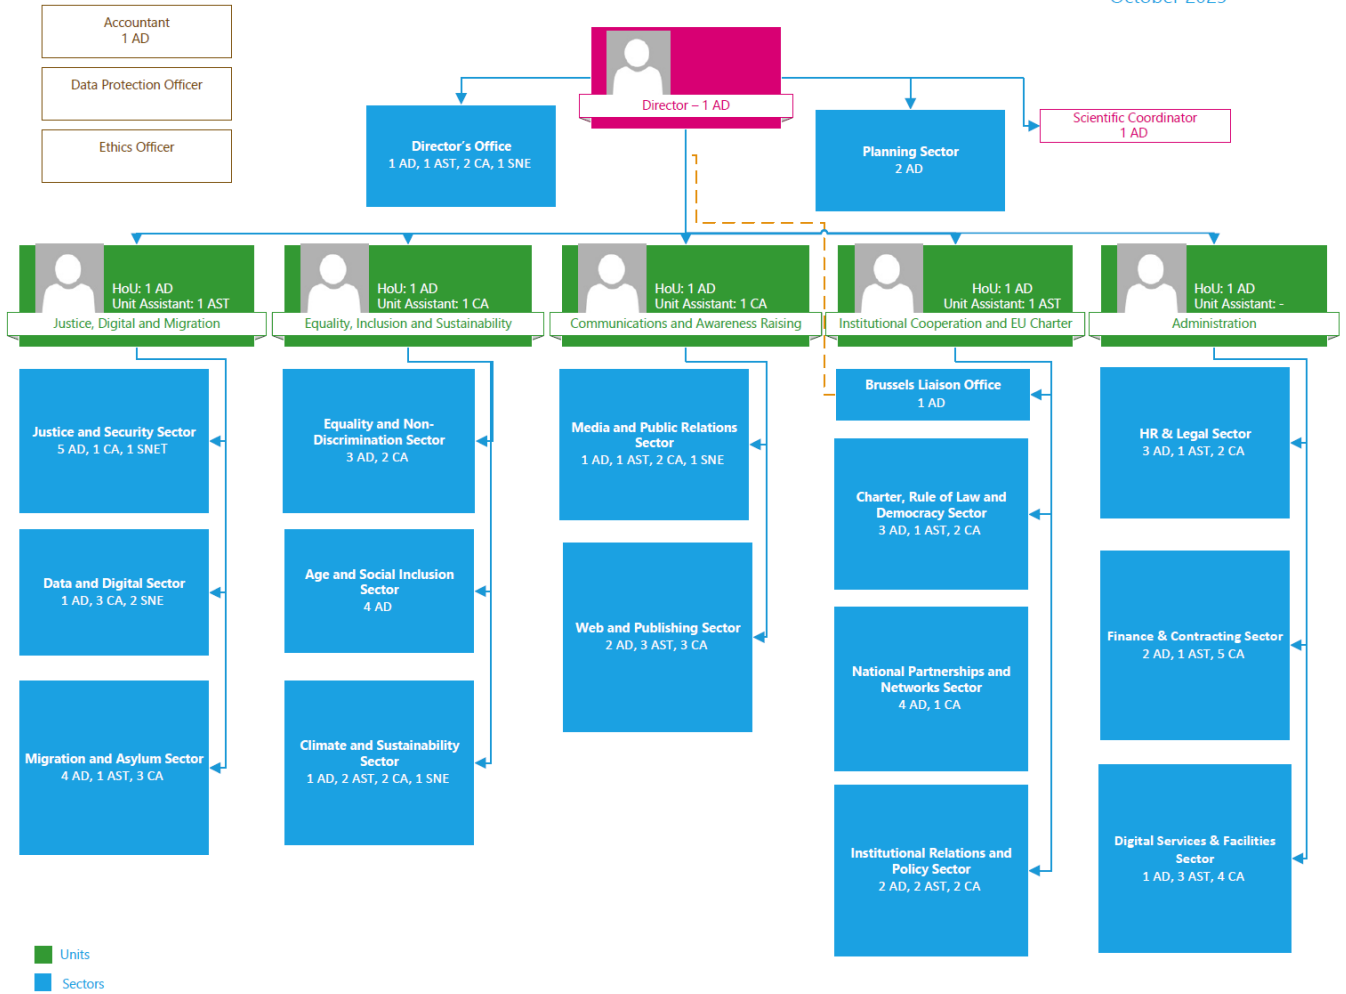 October 2025
Accountant
1 AD
Data Protection Officer
Ethics Officer
Director – 1 AD
Scientific Coordinator
1 AD
Director's Office
1 AD, 1 AST, 2 CA, 1 SNE
Planning Sector
2 AD
HoU: 1 AD
Unit Assistant: 1 AST
Justice, Digital and Migration
HoU: 1 AD
Unit Assistant: 1 CA
Equality, Inclusion and Sustainability
HoU: 1 AD
Unit Assistant: 1 CA
Communications and Awareness Raising
HoU: 1 AD
Unit Assistant: 1 AST
Institutional Cooperation and EU Charter
HoU: 1 AD
Unit Assistant: -
Administration
Justice and Security Sector
5 AD, 1 CA, 1 SNET
Data and Digital Sector
1 AD, 3 CA, 2 SNE
Migration and Asylum Sector
4 AD, 1 AST, 3 CA
Equality and Non-
Discrimination Sector
3 AD, 2 CA
Age and Social Inclusion
Sector
4 AD
Climate and Sustainability
Sector
1 AD, 2 AST, 2 CA, 1 SNE
Media and Public Relations
Sector
1 AD, 1 AST, 2 CA, 1 SNE
Web and Publishing Sector
2 AD, 3 AST, 3 CA
Brussels Liaison Office
1 AD
Charter, Rule of Law and
Democracy Sector
3 AD, 1 AST, 2 CA
National Partnerships and
Networks Sector
4 AD, 1 CA
Institutional Relations and
Policy Sector
2 AD, 2 AST, 2 CA
HR & Legal Sector
3 AD, 1 AST, 2 CA
Finance & Contracting Sector
2 AD, 1 AST, 5 CA
Digital Services & Facilities
Sector
1 AD, 3 AST, 4 CA
Units
Sectors